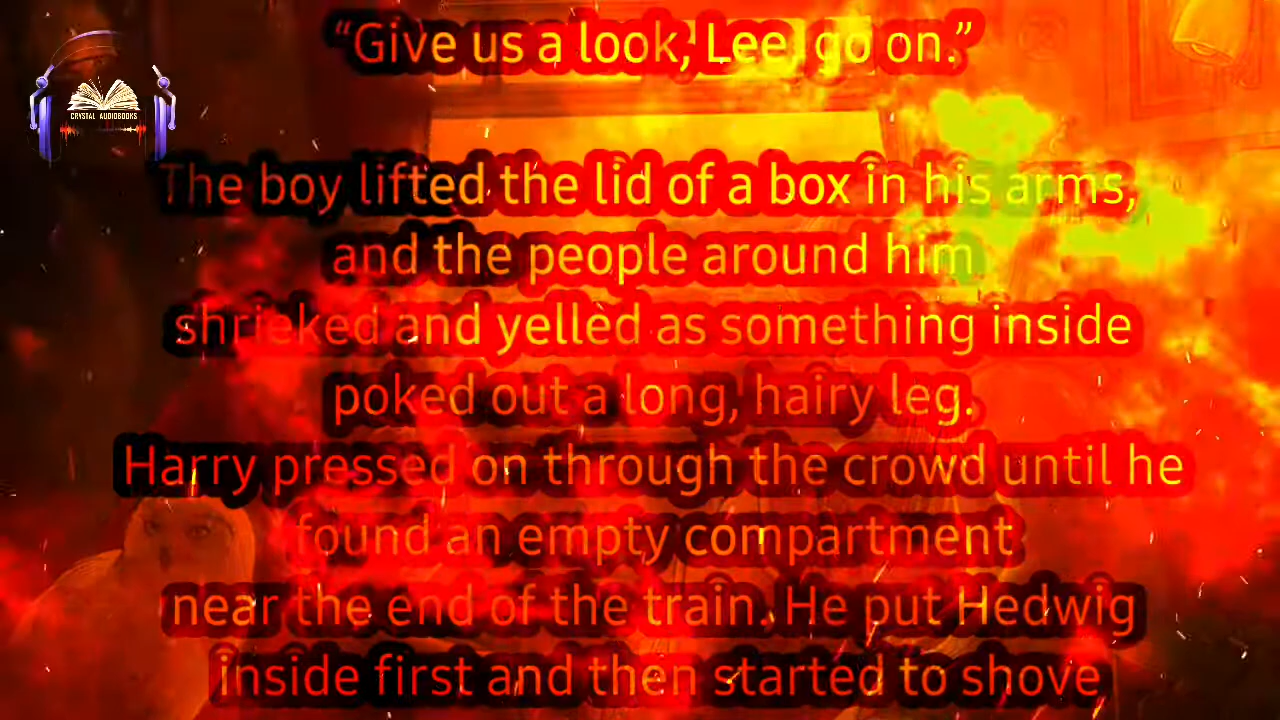 “Give us a look, Lee, go on.”
CRYSTAL AUDIOBOOKS
The boy lifted the lid of a box in his arms,
and the people around him
shrieked and yelled as something inside
poked out a long, hairy leg.
Harry pressed on through the crowd until he
found an empty compartment
near the end of the train. He put Hedwig
inside first and then started to shove